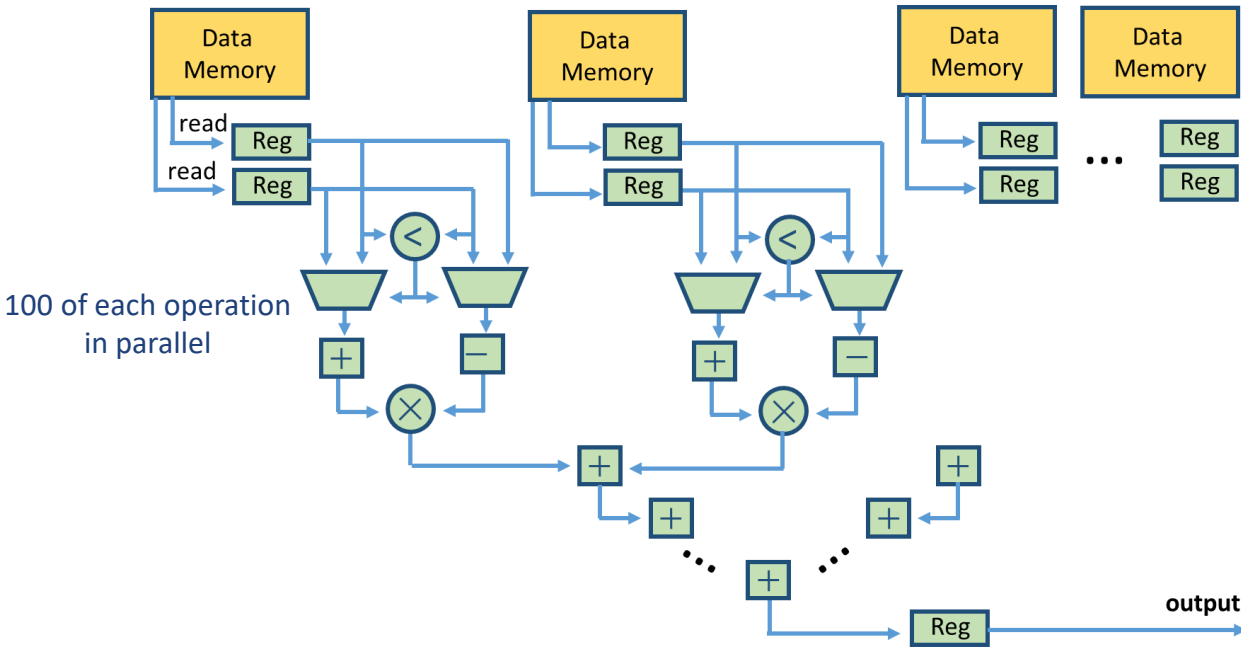 Data
Memory
Data
Memory
Data
Memory
Data
Memory
read
Reg
read
Reg
Reg
Reg
Reg
Reg
...
Reg
Reg
<
<
100 of each operation
in parallel
+
−
+
−
×
×
+
+
+
+
+
...
...
+
output
Reg